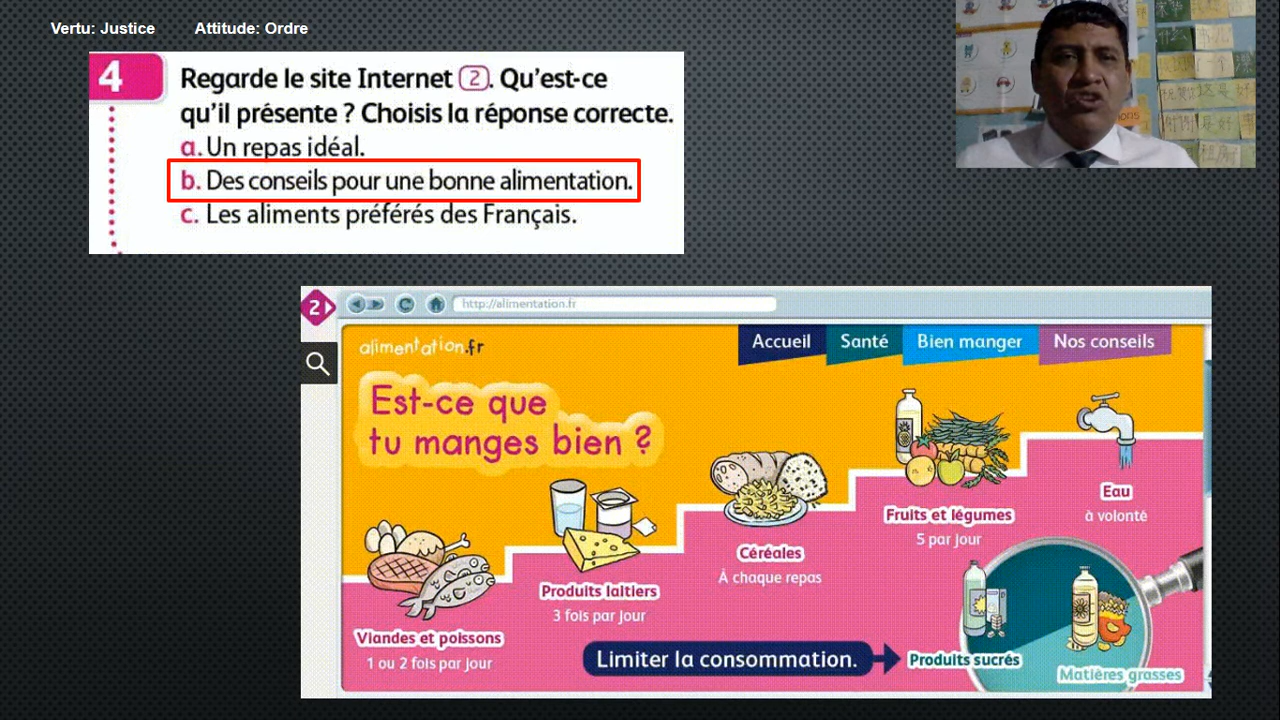 Vertu: Justice Attitude: Ordre
4
Regarde le site Internet 2. Qu'est-ce
qu'il présente ? Choisis la réponse correcte.
a. Un repas idéal.
b. Des conseils pour une bonne alimentation.
c. Les aliments préférés des Français.
2
http://alimentation.fr
alimentation.fr
Accueil Santé Bien manger Nos conseils
Est-ce que
tu manges bien ?
Eau
à volonté
Fruits et légumes
5 par jour
Céréales
À chaque repas
Produits laitiers
3 fois par jour
Viandes et poissons
1 ou 2 fois par jour
Limiter la consommation.
Produits sucrés
Matières grasses